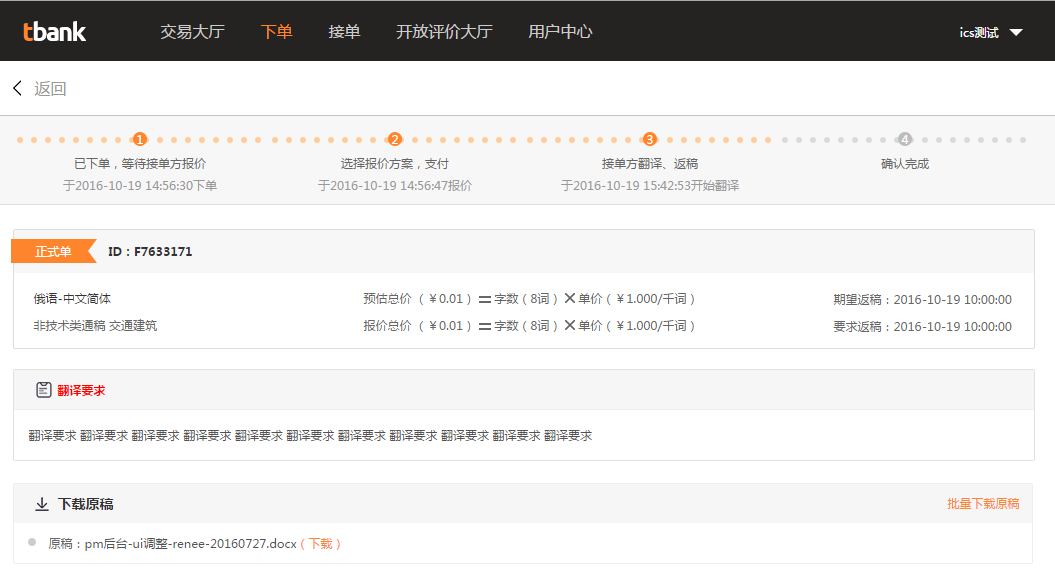 tbank 交易大厅 下单 接单 开放评价大厅 用户中心 ics测试
返回
1 2 3 4
已下单，等待接单方报价 选择报价方案，支付 接单方翻译、返稿 确认完成
于2016-10-19 14:56:30下单 于2016-10-19 14:56:47报价 于2016-10-19 15:42:53开始翻译
正式单 ID：F7633171
俄语-中文简体 预估总价（￥0.01）=字数（8词）×单价（￥1.000/千词） 期望返稿：2016-10-19 10:00:00
非技术类通稿 交通建筑 报价总价（￥0.01）=字数（8词）×单价（￥1.000/千词） 要求返稿：2016-10-19 10:00:00
翻译要求
翻译要求 翻译要求 翻译要求 翻译要求 翻译要求 翻译要求 翻译要求 翻译要求 翻译要求 翻译要求 翻译要求
下载原稿 批量下载原稿
原稿：pm后台-ui调整-renee-20160727.docx（下载）